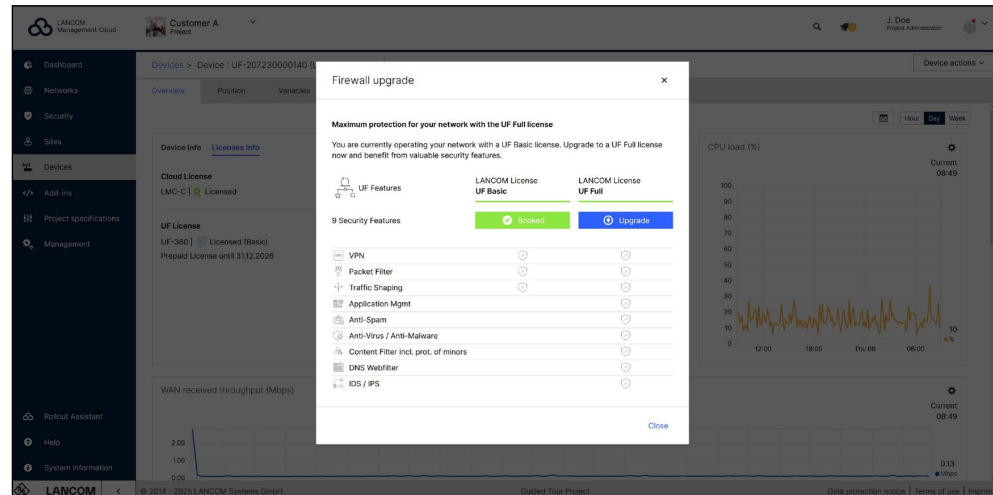 LANCOM
Management Cloud
Customer A
Project
J. Doe
Project Administrator
Dashboard
Networks
Security
Sites
Devices
Add-ins
Project specifications
Management
Rollout Assistant
Help
System information
LANCOM
Devices > Device : UF-207230000140 (L
Device actions
Overview Position Variables
Hour Day Week
Device Info Licenses Info
Cloud License
LMC-C | Licensed
UF License
UF-360 | Licensed (Basic)
Prepaid License until 31.12.2026
Firewall upgrade
Maximum protection for your network with the UF Full license
You are currently operating your network with a UF Basic license. Upgrade to a UF Full license
now and benefit from valuable security features.
UF Features
LANCOM License
UF Basic
LANCOM License
UF Full
9 Security Features
Booked
Upgrade
VPN
Packet Filter
Traffic Shaping
Application Mgmt
Anti-Spam
Anti-Virus / Anti-Malware
Content Filter incl. prot. of minors
DNS Webfilter
IDS / IPS
Close
CPU load (%)
Current
08:49
100
90
80
70
60
50
40
30
20
10
0
12:00 18:00 Thu 08 06:00
10
%
WAN received throughput (Mbps)
Current
08:49
2.00
1.00
0.00
0.13
Mbps
© 2014 - 2025 LANCOM Systems GmbH
Guided Tour Project
Data protection notice | Terms of use | Imprint